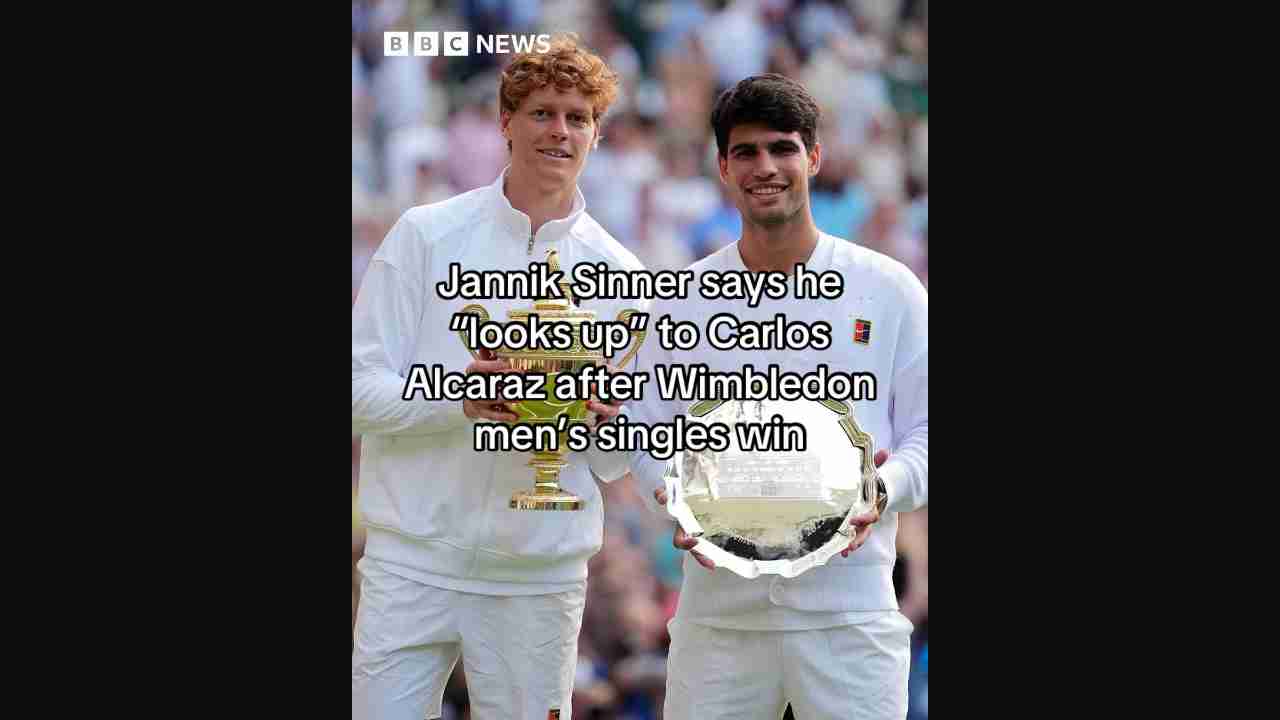 BBC NEWS
Jannik Sinner says he
“looks up” to Carlos
Alcaraz after Wimbledon
men’s singles win